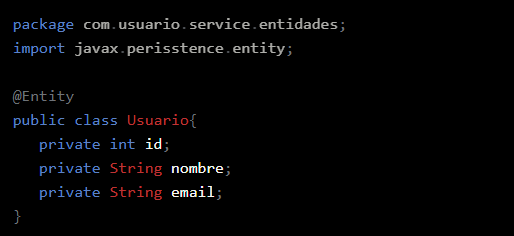 package com.usuario.service.entidades;
import javax.perisstence.entity;
@Entity
public class Usuario{
private int id;
private String nombre;
private String email;
}